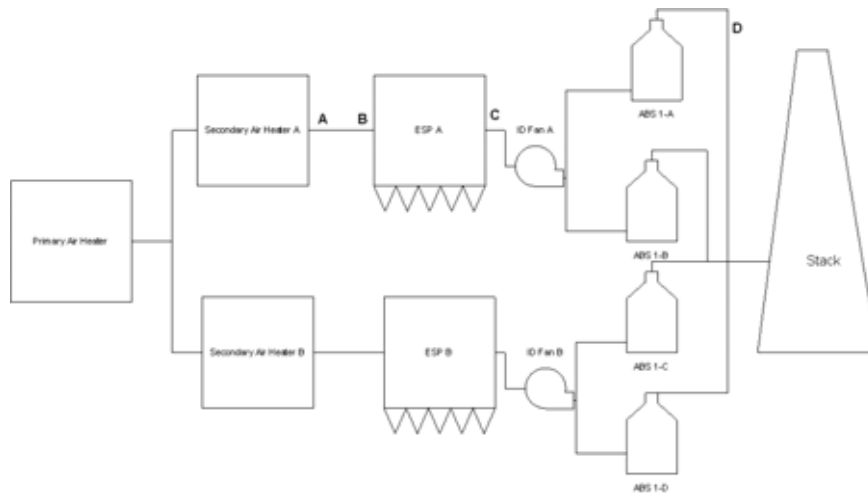 D
ABS 1-A
Secondary Air Heater A
A
B
ESP A
C
ID Fan A
ABS 1-B
Primary Air Heater
Stack
Secondary Air Heater B
ESP B
ID Fan B
ABS 1-C
ABS 1-D